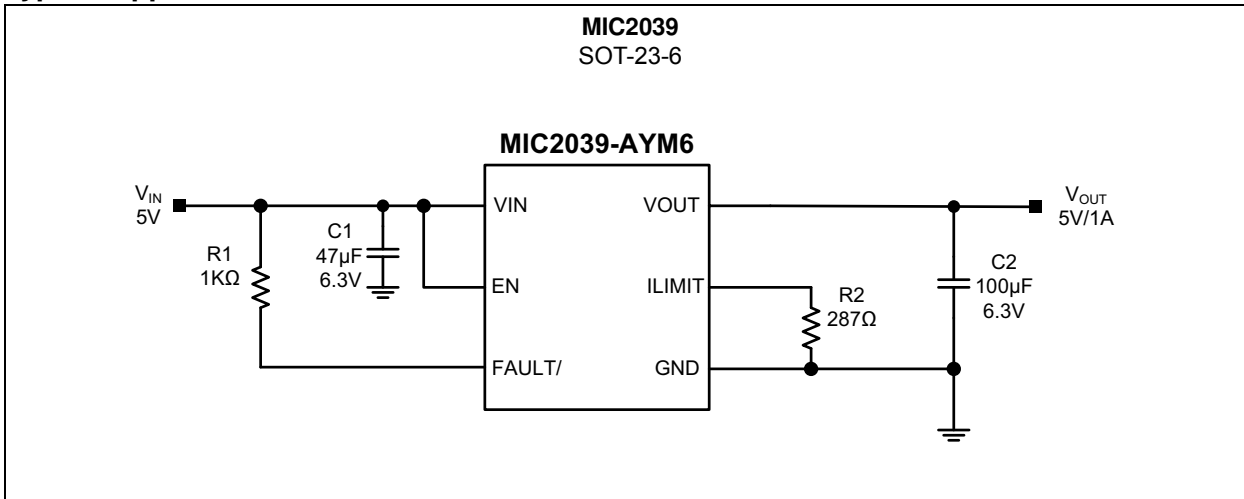 MIC2039
SOT-23-6
MIC2039-AYM6
VIN
5V
R1
1KΩ
C1
47µF
6.3V
VIN
EN
FAULT/
VOUT
ILIMIT
GND
R2
287Ω
C2
100µF
6.3V
VOUT
5V/1A